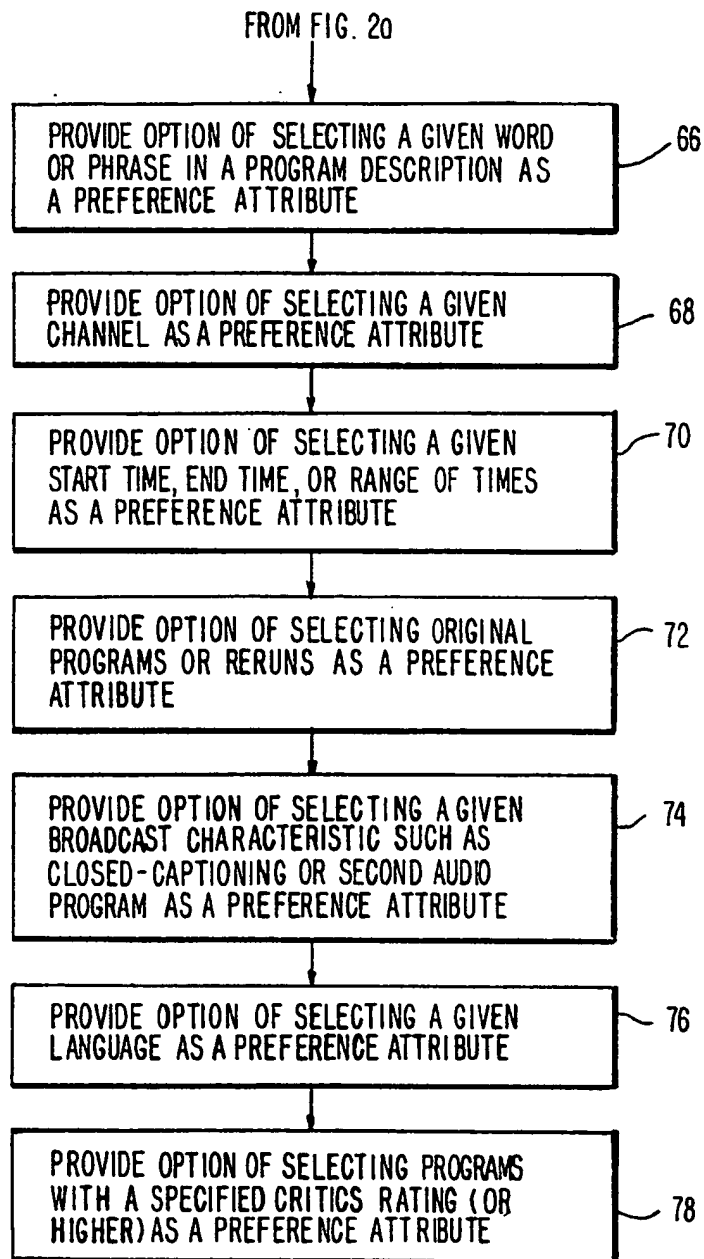 FROM FIG. 2a
PROVIDE OPTION OF SELECTING A GIVEN WORD
OR PHRASE IN A PROGRAM DESCRIPTION AS
A PREFERENCE ATTRIBUTE
66
PROVIDE OPTION OF SELECTING A GIVEN
CHANNEL AS A PREFERENCE ATTRIBUTE
68
PROVIDE OPTION OF SELECTING A GIVEN
START TIME, END TIME, OR RANGE OF TIMES
AS A PREFERENCE ATTRIBUTE
70
PROVIDE OPTION OF SELECTING ORIGINAL
PROGRAMS OR RERUNS AS A PREFERENCE
ATTRIBUTE
72
PROVIDE OPTION OF SELECTING A GIVEN
BROADCAST CHARACTERISTIC SUCH AS
CLOSED-CAPTIONING OR SECOND AUDIO
PROGRAM AS A PREFERENCE ATTRIBUTE
74
PROVIDE OPTION OF SELECTING A GIVEN
LANGUAGE AS A PREFERENCE ATTRIBUTE
76
PROVIDE OPTION OF SELECTING PROGRAMS
WITH A SPECIFIED CRITICS RATING (OR
HIGHER) AS A PREFERENCE ATTRIBUTE
78